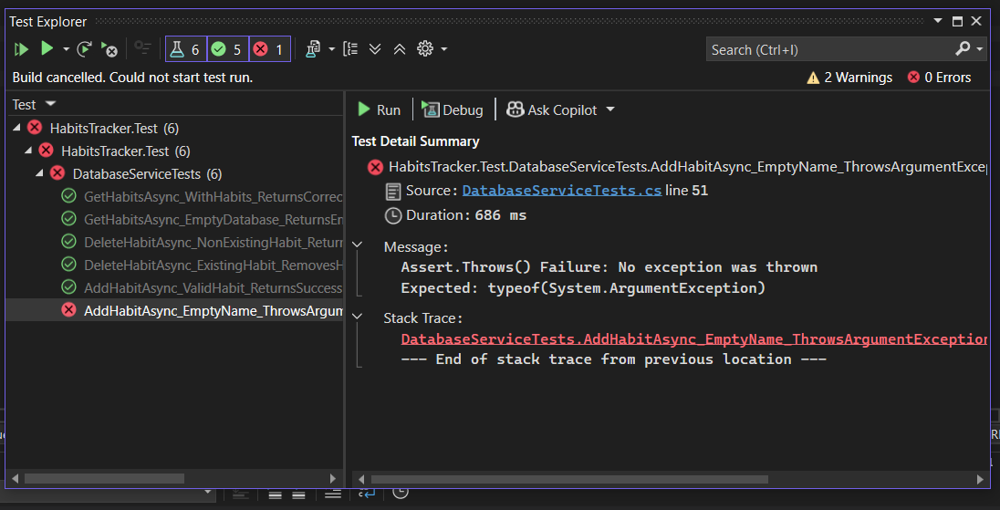 Test Explorer
6 5 1
Search (Ctrl+I)
Build cancelled. Could not start test run.
2 Warnings 0 Errors
Test
HabitsTracker.Test (6)
HabitsTracker.Test (6)
DatabaseServiceTests (6)
GetHabitsAsync_WithHabits_ReturnsCorrec
GetHabitsAsync_EmptyDatabase_ReturnsEn
DeleteHabitAsync_NonExistingHabit_Return
DeleteHabitAsync_ExistingHabit_RemovesH
AddHabitAsync_ValidHabit_ReturnsSuccess
AddHabitAsync_EmptyName_ThrowsArgum
Run Debug Ask Copilot
Test Detail Summary
HabitsTracker.Test.DatabaseServiceTests.AddHabitAsync_EmptyName_ThrowsArgumentExcep
Source: DatabaseServiceTests.cs line 51
Duration: 686 ms
Message:
Assert.Throws() Failure: No exception was thrown
Expected: typeof(System.ArgumentException)
Stack Trace:
DatabaseServiceTests.AddHabitAsync_EmptyName_ThrowsArgumentException
--- End of stack trace from previous location ---